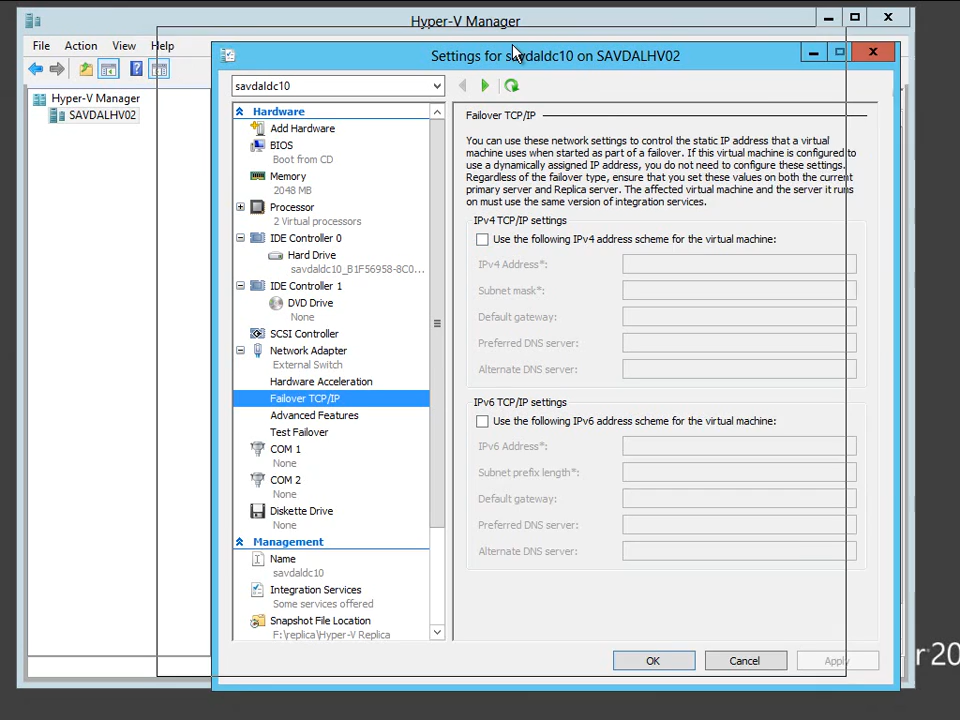 Hyper-V Manager
File Action View Help
Hyper-V Manager
SAVDALHV02
Settings for savdaldc10 on SAVDALHV02
savdaldc10
Hardware
Add Hardware
BIOS
Boot from CD
Memory
2048 MB
Processor
2 Virtual processors
IDE Controller 0
Hard Drive
savdaldc10_B1F56958-8C0...
IDE Controller 1
DVD Drive
None
SCSI Controller
Network Adapter
External Switch
Hardware Acceleration
Failover TCP/IP
Advanced Features
Test Failover
COM 1
None
COM 2
None
Diskette Drive
None
Management
Name
savdaldc10
Integration Services
Some services offered
Snapshot File Location
F:\replica\Hyper-V Replica
Failover TCP/IP
You can use these network settings to control the static IP address that a virtual
machine uses when started as part of a failover. If this virtual machine is configured to
use a dynamically assigned IP address, you do not need to configure these settings.
Regardless of the failover type, ensure that you set these values on both the current
primary server and Replica server. The affected virtual machine and the server it runs
on must use the same version of integration services.
IPv4 TCP/IP settings
Use the following IPv4 address scheme for the virtual machine:
IPv4 Address*:
Subnet mask*:
Default gateway:
Preferred DNS server:
Alternate DNS server:
IPv6 TCP/IP settings
Use the following IPv6 address scheme for the virtual machine:
IPv6 Address*:
Subnet prefix length*:
Default gateway:
Preferred DNS server:
Alternate DNS server:
OK Cancel Apply
r 20